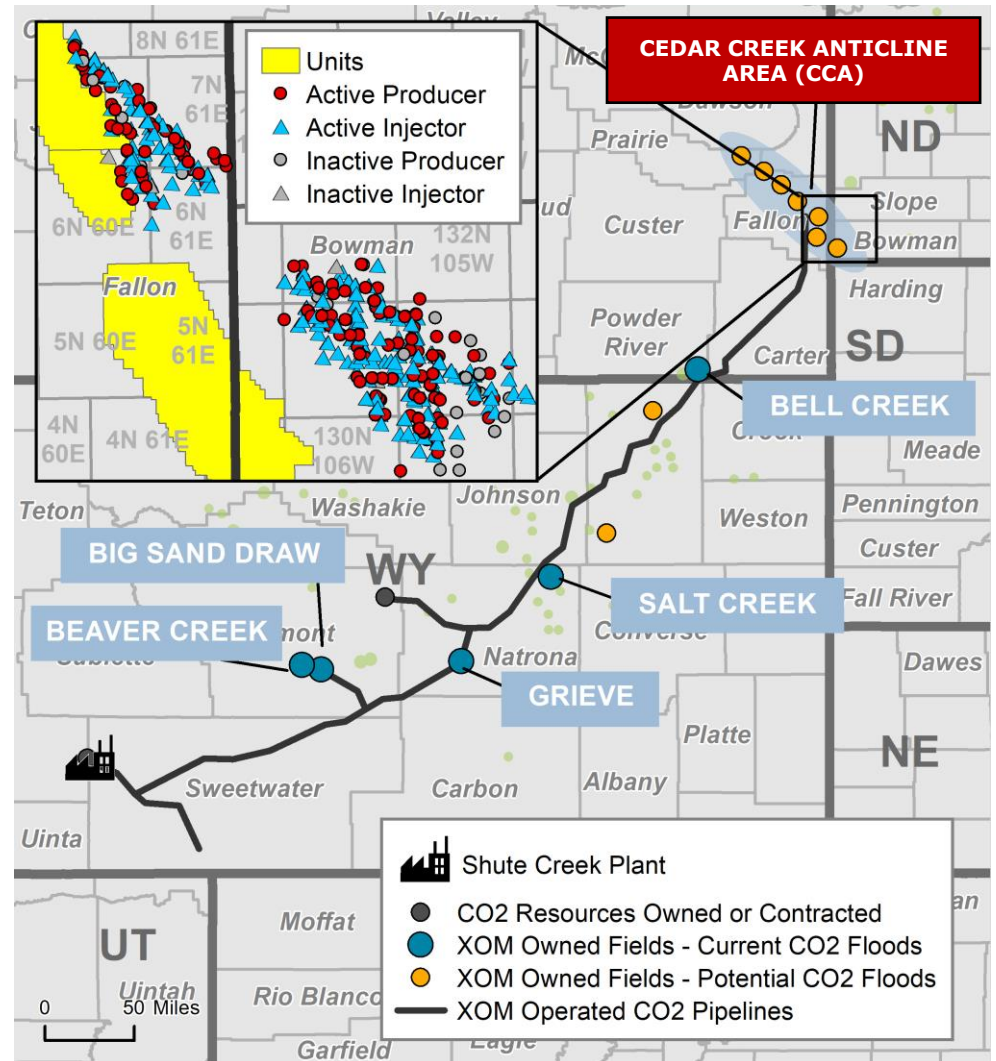 Valley
8N 61E
7N
61E
6N
61E
6N 60E
Fallon
5N 60E
5N
61E
4N
60E
4N 61E
Bowman
132N
105W
130N
106W
Units
Active Producer
Active Injector
Inactive Producer
Inactive Injector
CEDAR CREEK ANTICLINE
AREA (CCA)
Dawson
Prairie
ND
Slope
Custer
Fallon
Bowman
Harding
Powder
River
Carter
SD
BELL CREEK
Crook
Meade
Teton
Washakie
Johnson
Weston
Pennington
BIG SAND DRAW
WY
Custer
SALT CREEK
Fall River
BEAVER CREEK
Converse
Sublette
Natrona
Dawes
GRIEVE
Platte
NE
Sweetwater
Carbon
Albany
Uinta
Shute Creek Plant
CO2 Resources Owned or Contracted
XOM Owned Fields - Current CO2 Floods
XOM Owned Fields - Potential CO2 Floods
XOM Operated CO2 Pipelines
Moffat
UT
Uintah
Rio Blanco
0 50 Miles
Garfield
Eagle